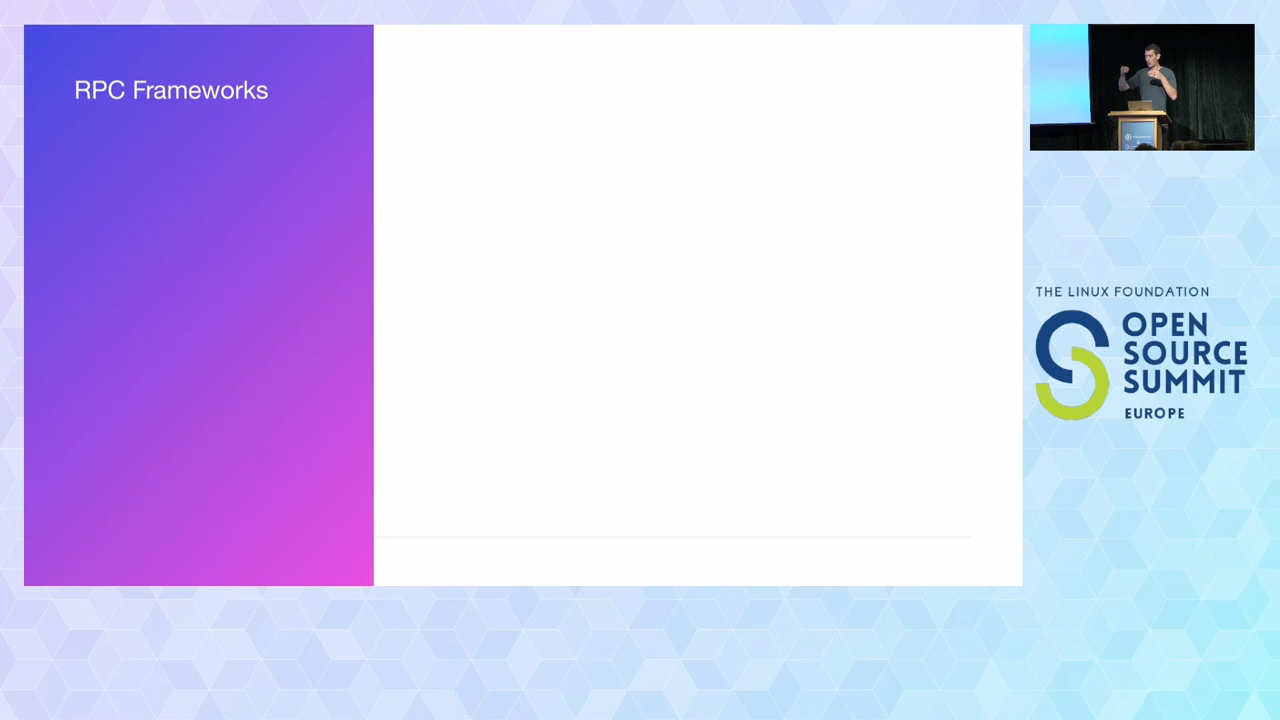 RPC Frameworks
THE LINUX FOUNDATION
OPEN
SOURCE
SUMMIT
EUROPE